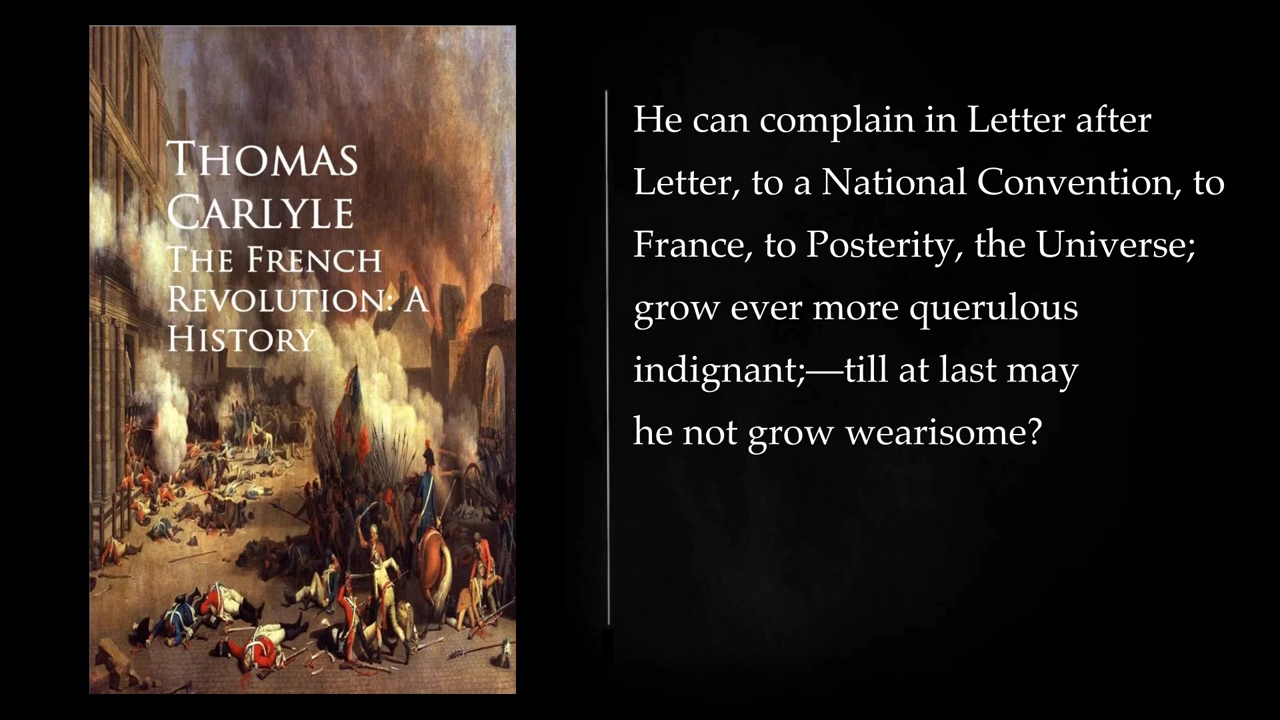 THOMAS
CARLYLE
THE FRENCH
REVOLUTION: A
HISTORY
He can complain in Letter after
Letter, to a National Convention, to
France, to Posterity, the Universe;
grow ever more querulous
indignant;—till at last may
he not grow wearisome?